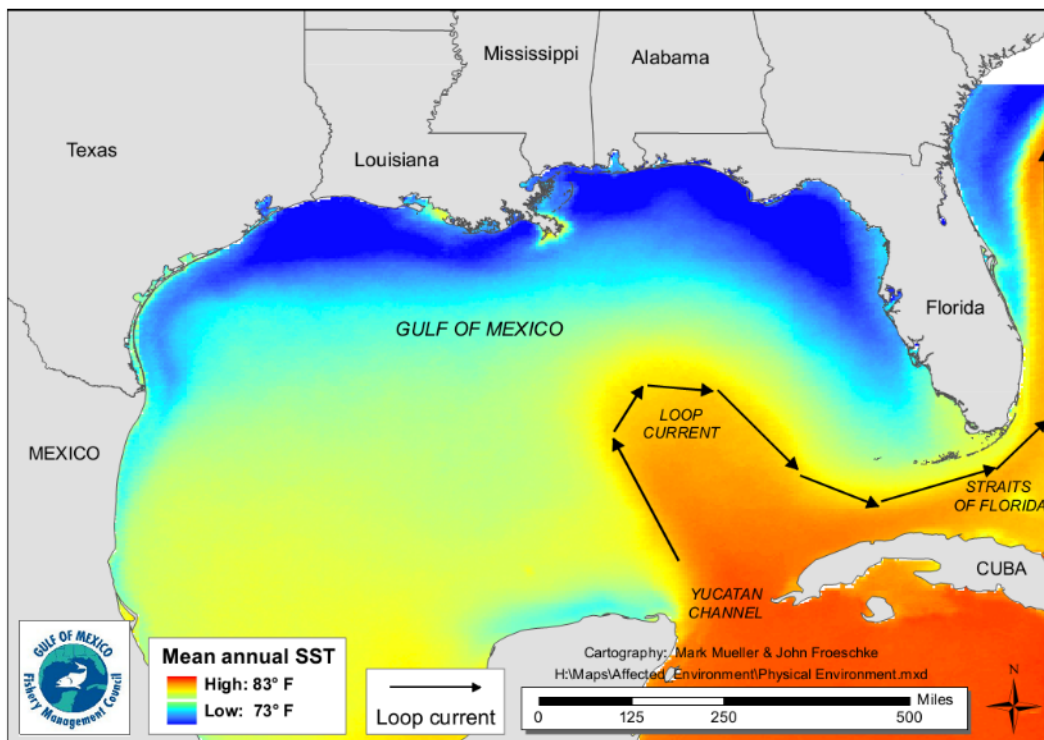 Mississippi
Alabama
Texas
Louisiana
GULF OF MEXICO
Florida
LOOP
CURRENT
MEXICO
STRAITS
OF FLORIDA
CUBA
YUCATAN
CHANNEL
GULF OF MEXICO
Fishery Management Council
Mean annual SST
High: 83° F
Low: 73° F
Loop current
Cartography: Mark Mueller & John Froeschke
H:\Maps\Affected_Environment\Physical Environment.mxd
Miles
0 125 250 500
N